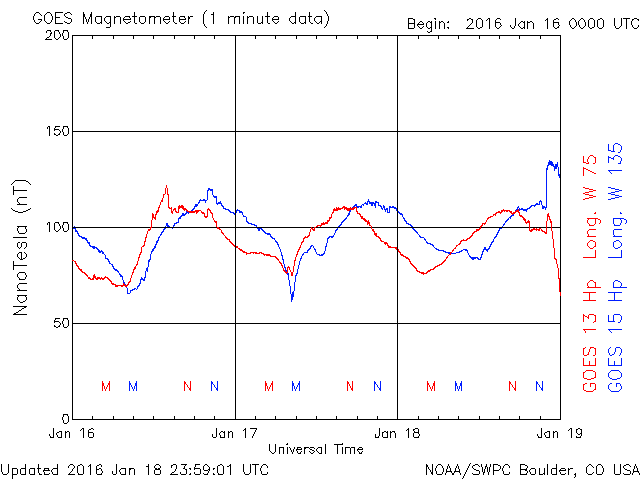 GOES Magnetometer (1 minute data)
Begin: 2016 Jan 16 0000 UTC
200
150
100
50
0
NanoTesla (nT)
M M N N M M N N M M N N
Jan 16 Jan 17 Jan 18 Jan 19
Universal Time
GOES 13 Hp Long. W 75
GOES 15 Hp Long. W 135
Updated 2016 Jan 18 23:59:01 UTC
NOAA/SWPC Boulder, CO USA